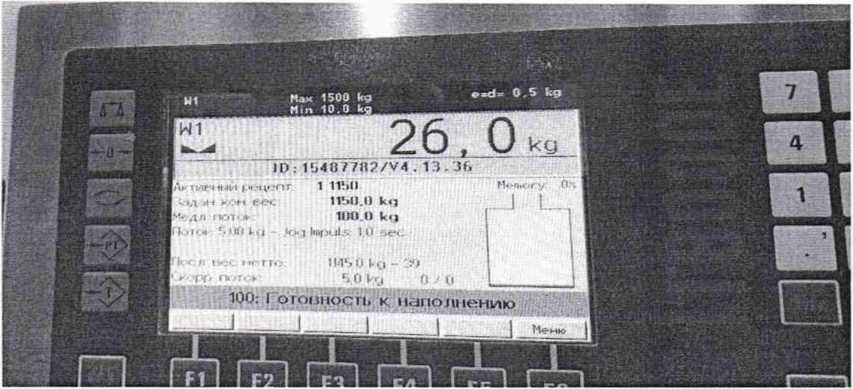 W1 Max 1500 kg e=d= 0,5 kg
Min 10,0 kg
W1 26,0 kg
ID:15487782/V4.13.36
Активный рецепт: 1 1150 Memory: 0%
Задан. кон. вес: 1150,0 kg
Медл. поток: 100,0 kg
Поток: 5.00 kg - Jog Impuls: 1.0 sec.
Посл. вес нетто: 1145.0 kg - 39
Скорр. поток: 5,0 kg 0 / 0
100: Готовность к наполнению
Меню
7
4
1
.
0
PT
T
F1 F2 F3 F4